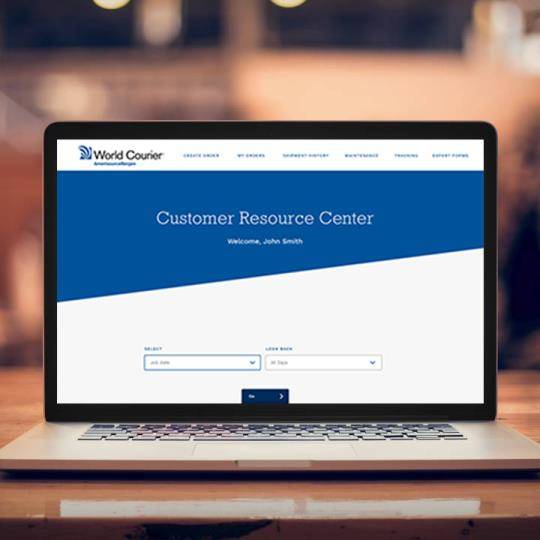 World Courier
AmerisourceBergen
CREATE ORDER MY ORDERS SHIPMENT HISTORY MAINTENANCE TRACKING EXPORT FORMS
Customer Resource Center
Welcome, John Smith
SELECT LOOK BACK
Job date 30 Days
Go